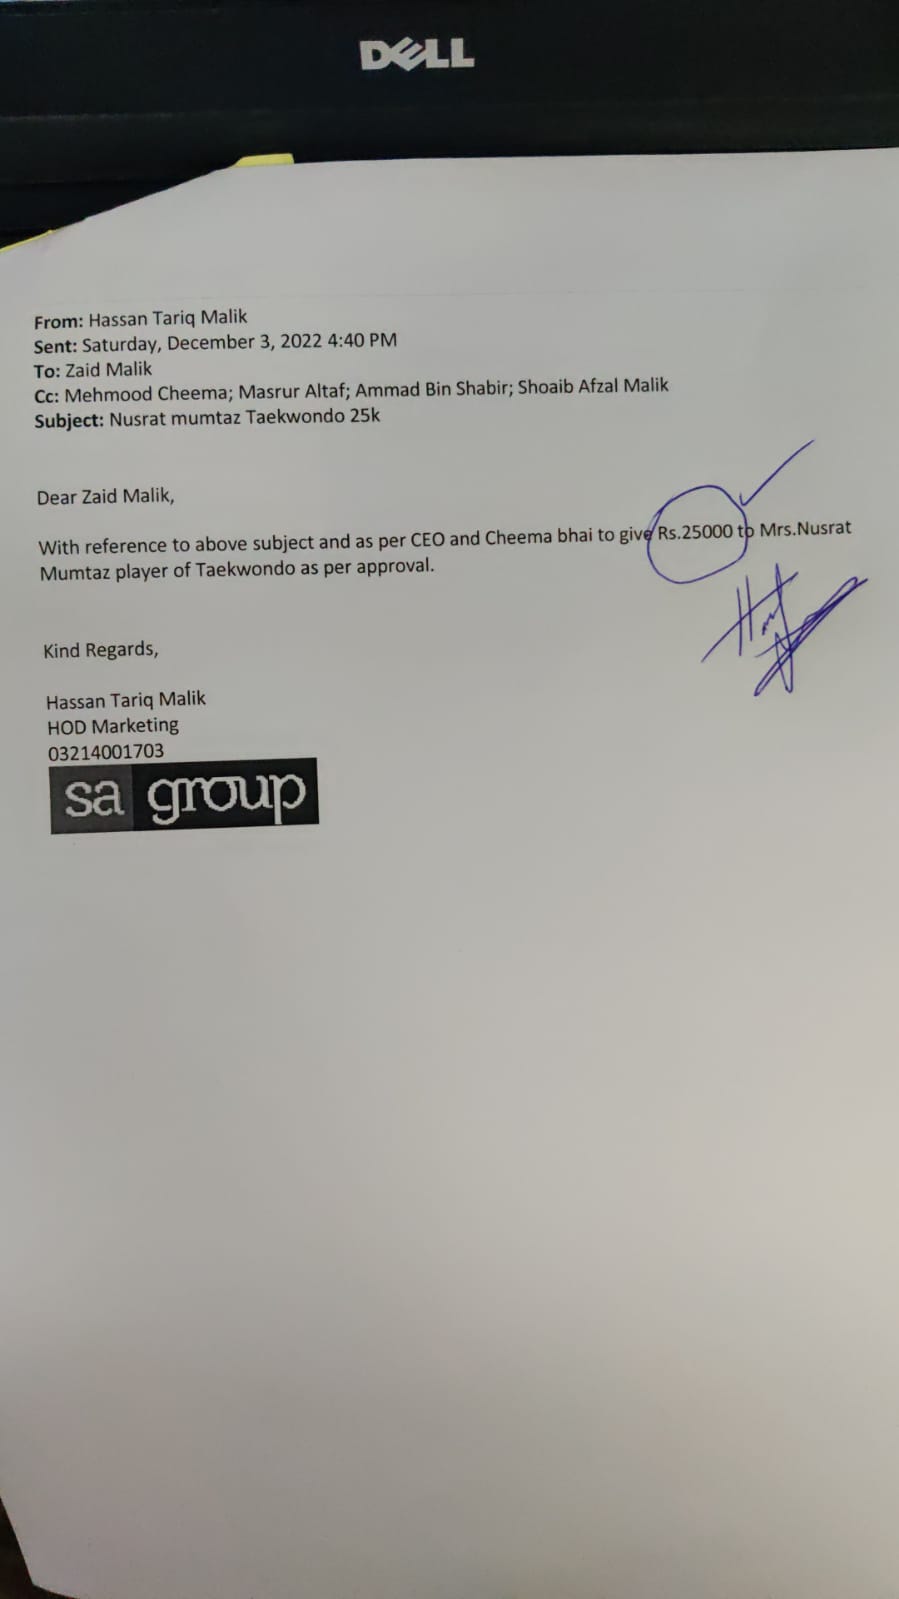 DELL
From: Hassan Tariq Malik
Sent: Saturday, December 3, 2022 4:40 PM
To: Zaid Malik
Cc: Mehmood Cheema; Masrur Altaf; Ammad Bin Shabir; Shoaib Afzal Malik
Subject: Nusrat mumtaz Taekwondo 25k
Dear Zaid Malik,
With reference to above subject and as per CEO and Cheema bhai to give Rs.25000 to Mrs.Nusrat
Mumtaz player of Taekwondo as per approval.
Kind Regards,
Hassan Tariq Malik
HOD Marketing
03214001703
sa group